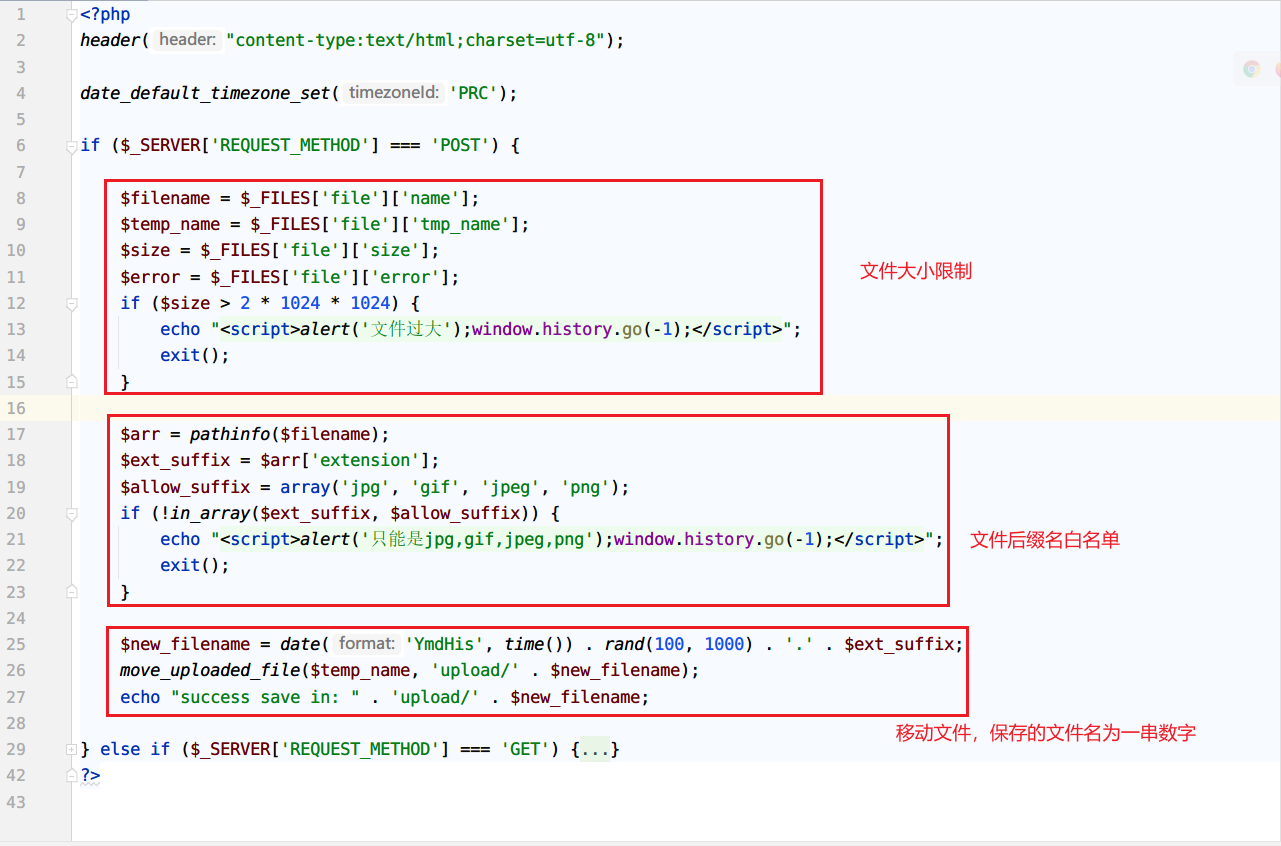 1 <?php
2 header( header: "content-type:text/html;charset=utf-8");
3
4 date_default_timezone_set( timezoneId: 'PRC');
5
6 if ($_SERVER['REQUEST_METHOD'] === 'POST') {
7
8 $filename = $_FILES['file']['name'];
9 $temp_name = $_FILES['file']['tmp_name'];
10 $size = $_FILES['file']['size'];
11 $error = $_FILES['file']['error'];
文件大小限制
12 if ($size > 2 * 1024 * 1024) {
13 echo "<script>alert('文件过大');window.history.go(-1);</script>";
14 exit();
15 }
16
17 $arr = pathinfo($filename);
18 $ext_suffix = $arr['extension'];
19 $allow_suffix = array('jpg', 'gif', 'jpeg', 'png');
20 if (!in_array($ext_suffix, $allow_suffix)) {
21 echo "<script>alert('只能是jpg,gif,jpeg,png');window.history.go(-1);</script>";
文件后缀名白名单
22 exit();
23 }
24
25 $new_filename = date( format: 'YmdHis', time()) . rand(100, 1000) . '.' . $ext_suffix;
26 move_uploaded_file($temp_name, 'upload/' . $new_filename);
27 echo "success save in: " . 'upload/' . $new_filename;
28
移动文件，保存的文件名为一串数字
29 } else if ($_SERVER['REQUEST_METHOD'] === 'GET') {...}
42 ?>
43